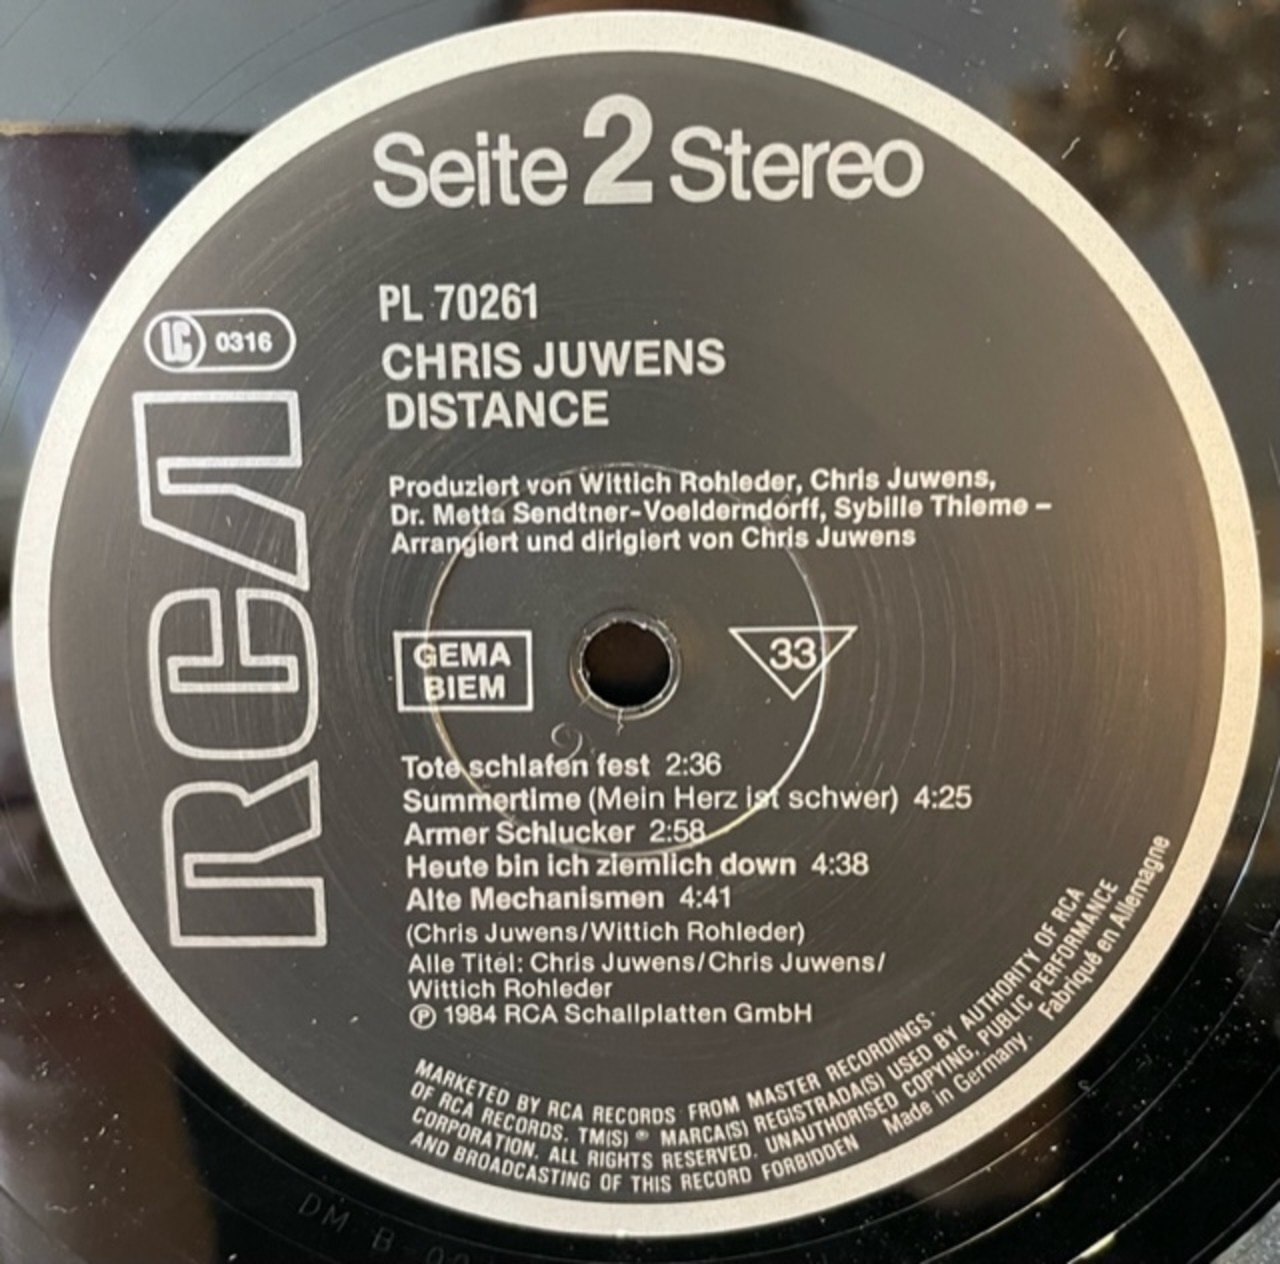 Seite 2 Stereo
PL 70261
CHRIS JUWENS
DISTANCE
LC 0316
RCA
Produziert von Wittich Rohleder, Chris Juwens,
Dr. Metta Sendtner-Voelderndorff, Sybille Thieme –
Arrangiert und dirigiert von Chris Juwens
GEMA
BIEM
33
Tote schlafen fest 2:36
Summertime (Mein Herz ist schwer) 4:25
Armer Schlucker 2:58
Heute bin ich ziemlich down 4:38
Alte Mechanismen 4:41
(Chris Juwens/Wittich Rohleder)
Alle Titel: Chris Juwens/Chris Juwens/
Wittich Rohleder
℗ 1984 RCA Schallplatten GmbH
MARKETED BY RCA RECORDS FROM MASTER RECORDINGS
OF RCA RECORDS. TM(S) ® MARCA(S) REGISTRADA(S) USED BY AUTHORITY OF RCA
CORPORATION. ALL RIGHTS RESERVED. UNAUTHORISED COPYING, PUBLIC PERFORMANCE
AND BROADCASTING OF THIS RECORD FORBIDDEN Made in Germany. Fabriqué en Allemagne
DM B